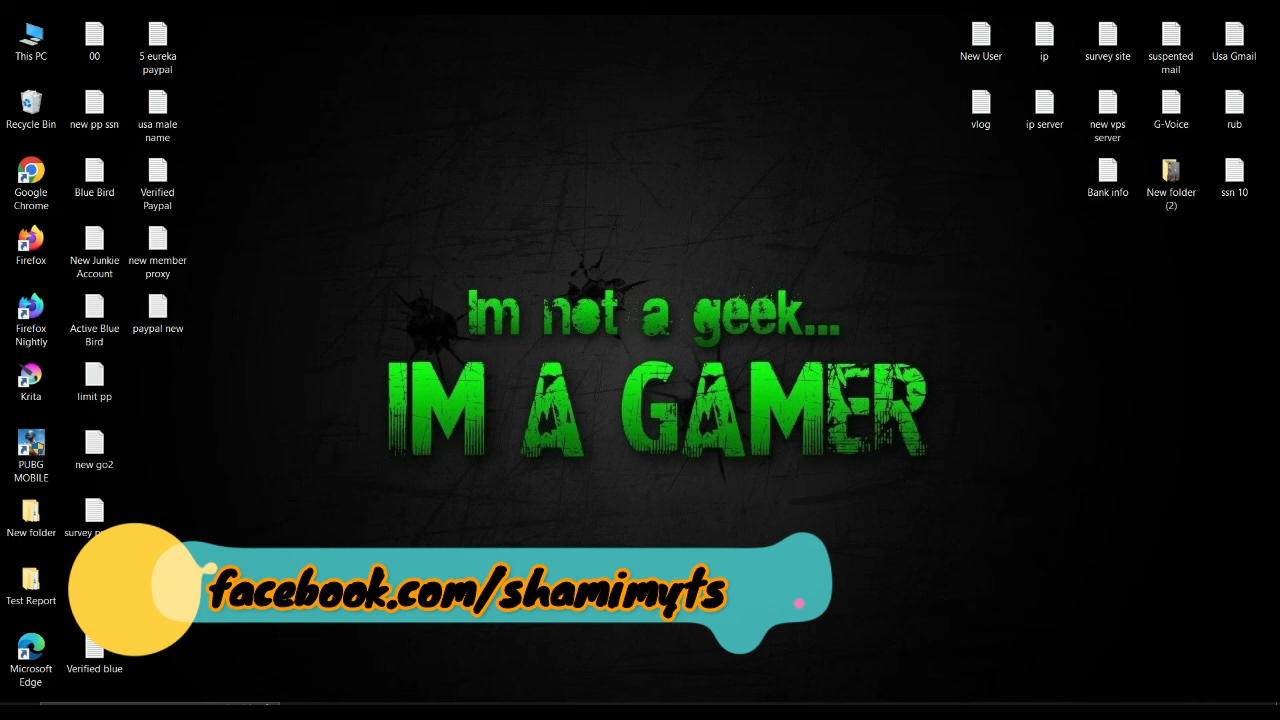 This PC
00
5 eureka
paypal
New User
ip
survey site
suspented
mail
Usa Gmail
Recycle Bin
new pp ssn
usa male
name
vlog
ip server
new vps
server
G-Voice
rub
Google
Chrome
Blue Bird
Verified
Paypal
Bank info
New folder
(2)
ssn 10
Firefox
New Junkie
Account
new member
proxy
Firefox
Nightly
Active Blue
Bird
paypal new
Im not a geek...
IM A GAMER
Krita
limit pp
PUBG
MOBILE
new go2
New folder
survey
Test Report
facebook.com/shamimyts
Microsoft
Edge
Verified blue